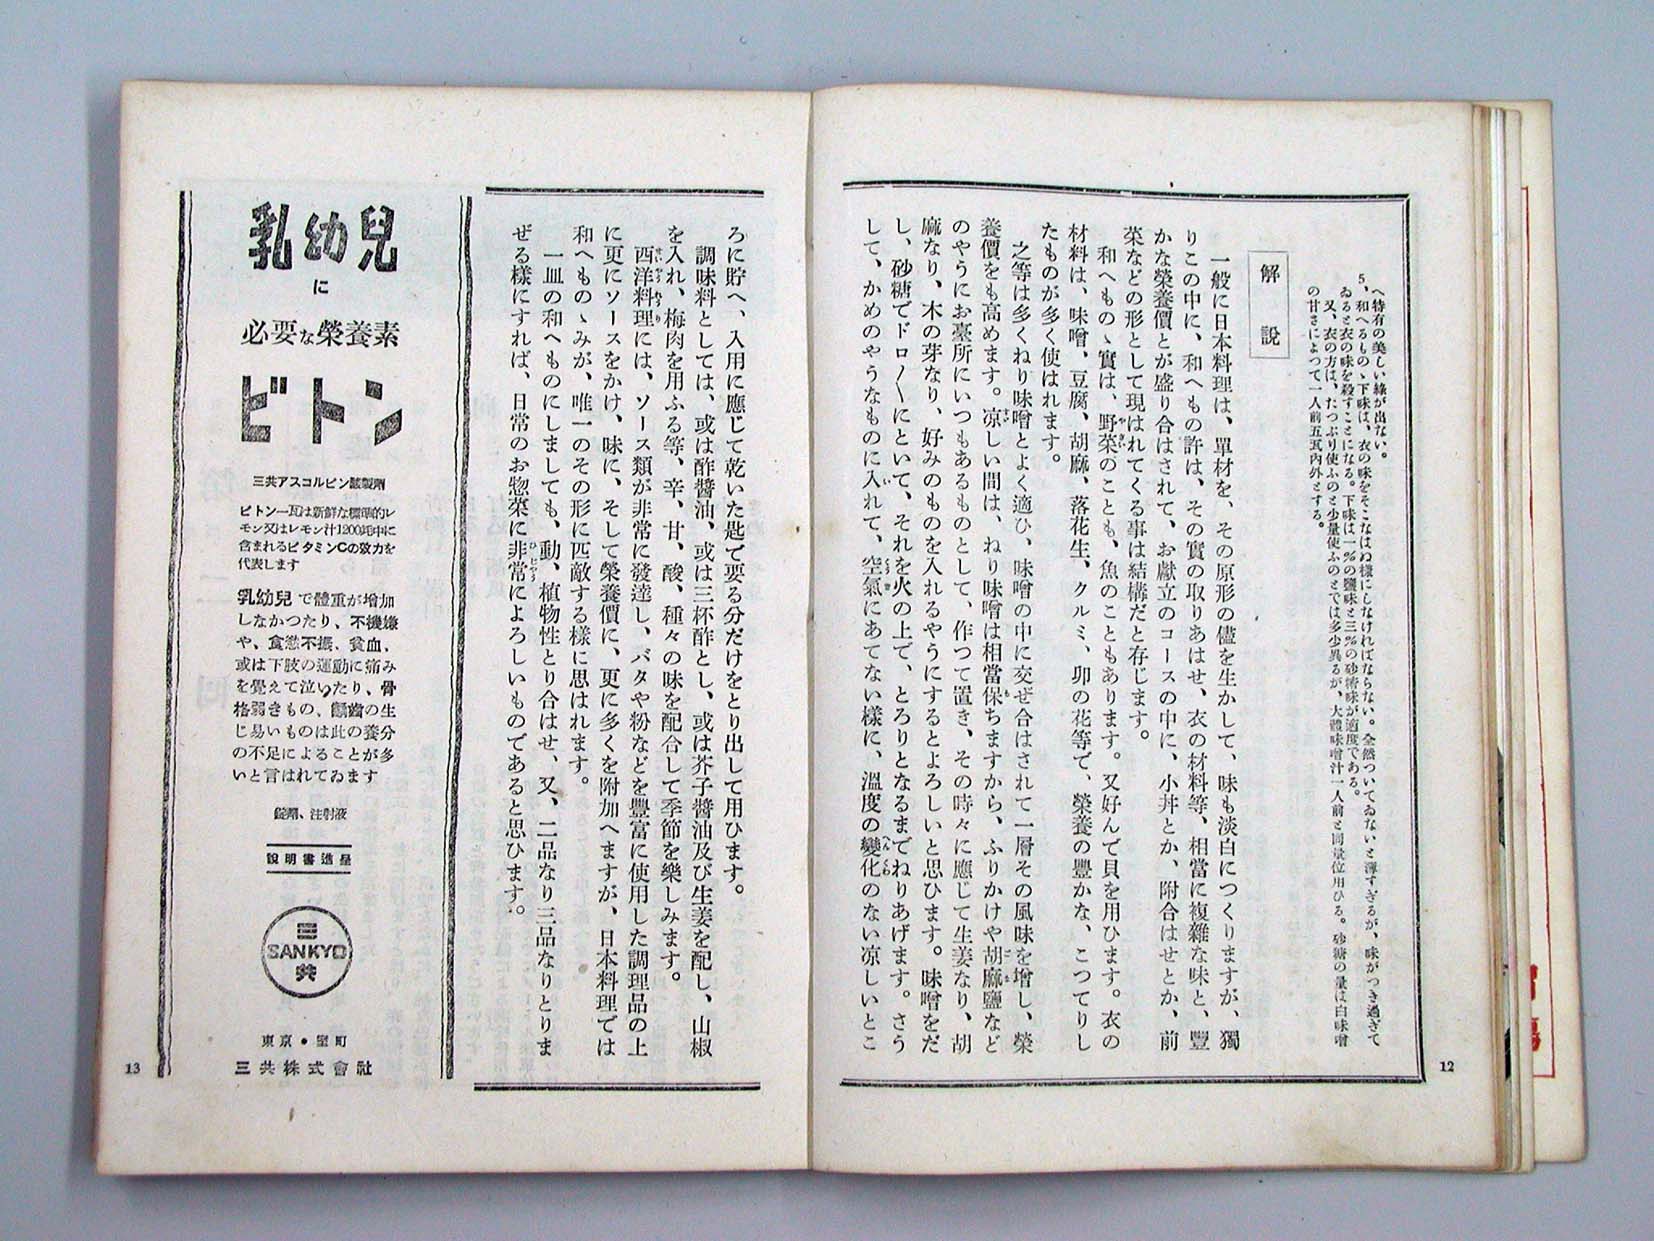 へ特有の美しい綠が出ない。
5、和へるものゝ下味は、衣の味をそこなはぬ樣にしなければならない。全然ついてゐないと薄すぎるが、味がつき過ぎて
ゐると衣の味を殺すことになる。下味は一%の鹽味と三%の砂糖味が適度である。
又、衣の方は、たつぷり使ふのと少量使ふのとでは多少異るが、大體味噌汁一人前と同量位用ひる。砂糖の量は白味噌
の甘さによつて一人前五瓦內外とする。
解說
一般に日本料理は、單材を、その原形の儘を生かして、味も淡白につくりますが、獨
りこの中に、和へもの許は、その實の取りあはせ、衣の材料等、相當に複雜な味と、豐
かな榮養價とが盛り合はされて、お獻立のコースの中に、小丼とか、附合はせとか、前
菜などの形として現はれてくる事は結構だと存じます。
和へものゝ實は、野菜のことも、魚のこともあります。又好んで貝を用ひます。衣の
材料は、味噌、豆腐、胡麻、落花生、クルミ、卯の花等で、榮養の豐かな、こつてりし
たものが多く使はれます。
之等は多くねり味噌とよく適ひ、味噌の中に交ぜ合はされて一層その風味を增し、榮
養價をも高めます。凉しい間は、ねり味噌は相當保ちますから、ふりかけや胡麻鹽など
のやうにお臺所にいつもあるものとして、作つて置き、その時々に應じて生姜なり、胡
麻なり、木の芽なり、好みのものを入れるやうにするとよろしいと思ひます。味噌をだ
し、砂糖でドロ〳〵にといて、それを火の上で、とろりとなるまでねりあげます。さう
して、かめのやうなものに入れて、空氣にあてない樣に、溫度の變化のない凉しいとこ
12
ろに貯へ、入用に應じて乾いた匙で要る分だけをとり出して用ひます。
調味料としては、或は酢醬油、或は三杯酢とし、或は芥子醬油及び生姜を配し、山椒
を入れ、梅肉を用ふる等、辛、甘、酸、種々の味を配合して季節を樂しみます。
西洋料理には、ソース類が非常に發達し、バタや粉などを豐富に使用した調理品の上
に更にソースをかけ、味に、そして榮養價に、更に多くを附加へますが、日本料理では
和へものゝみが、唯一のその形に匹敵する樣に思はれます。
一皿の和へものにしましても、動、植物性とり合はせ、又、二品なり三品なりとりま
ぜる樣にすれば、日常のお惣菜に非常によろしいものであると思ひます。
乳幼兒
に
必要な榮養素
ビトン
三共アスコルビン酸製劑
ビトン一瓦は新鮮な標準的レ
モン又はレモン汁1200竓中に
含まれるビタミンCの效力を
代表します
乳幼兒で體重が增加
しなかつたり、不機嫌
や、食慾不振、貧血、
或は下肢の運動に痛み
を覺えて泣いたり、骨
格弱きもの、齲齒の生
じ易いものは此の養分
の不足によることが多
いと言はれてゐます
錠劑、注射液
說明書進呈
三
SANKYO
共
東京・室町
三共株式會社
13